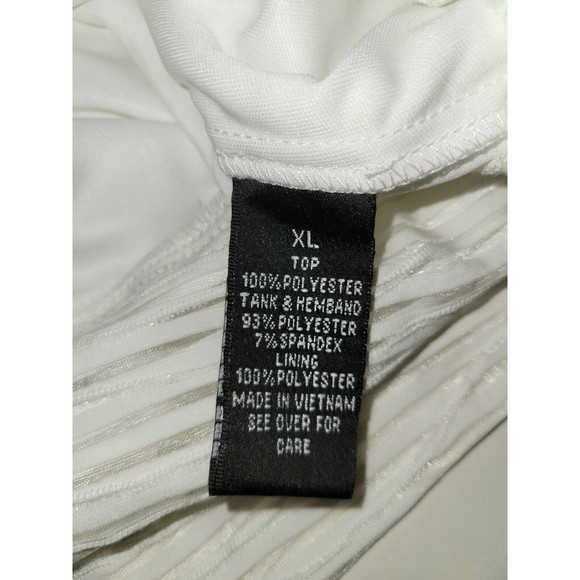 XL
TOP
100% POLYESTER
TANK & HEMBAND
93% POLYESTER
7% SPANDEX
LINING
100% POLYESTER
MADE IN VIETNAM
SEE OVER FOR
CARE